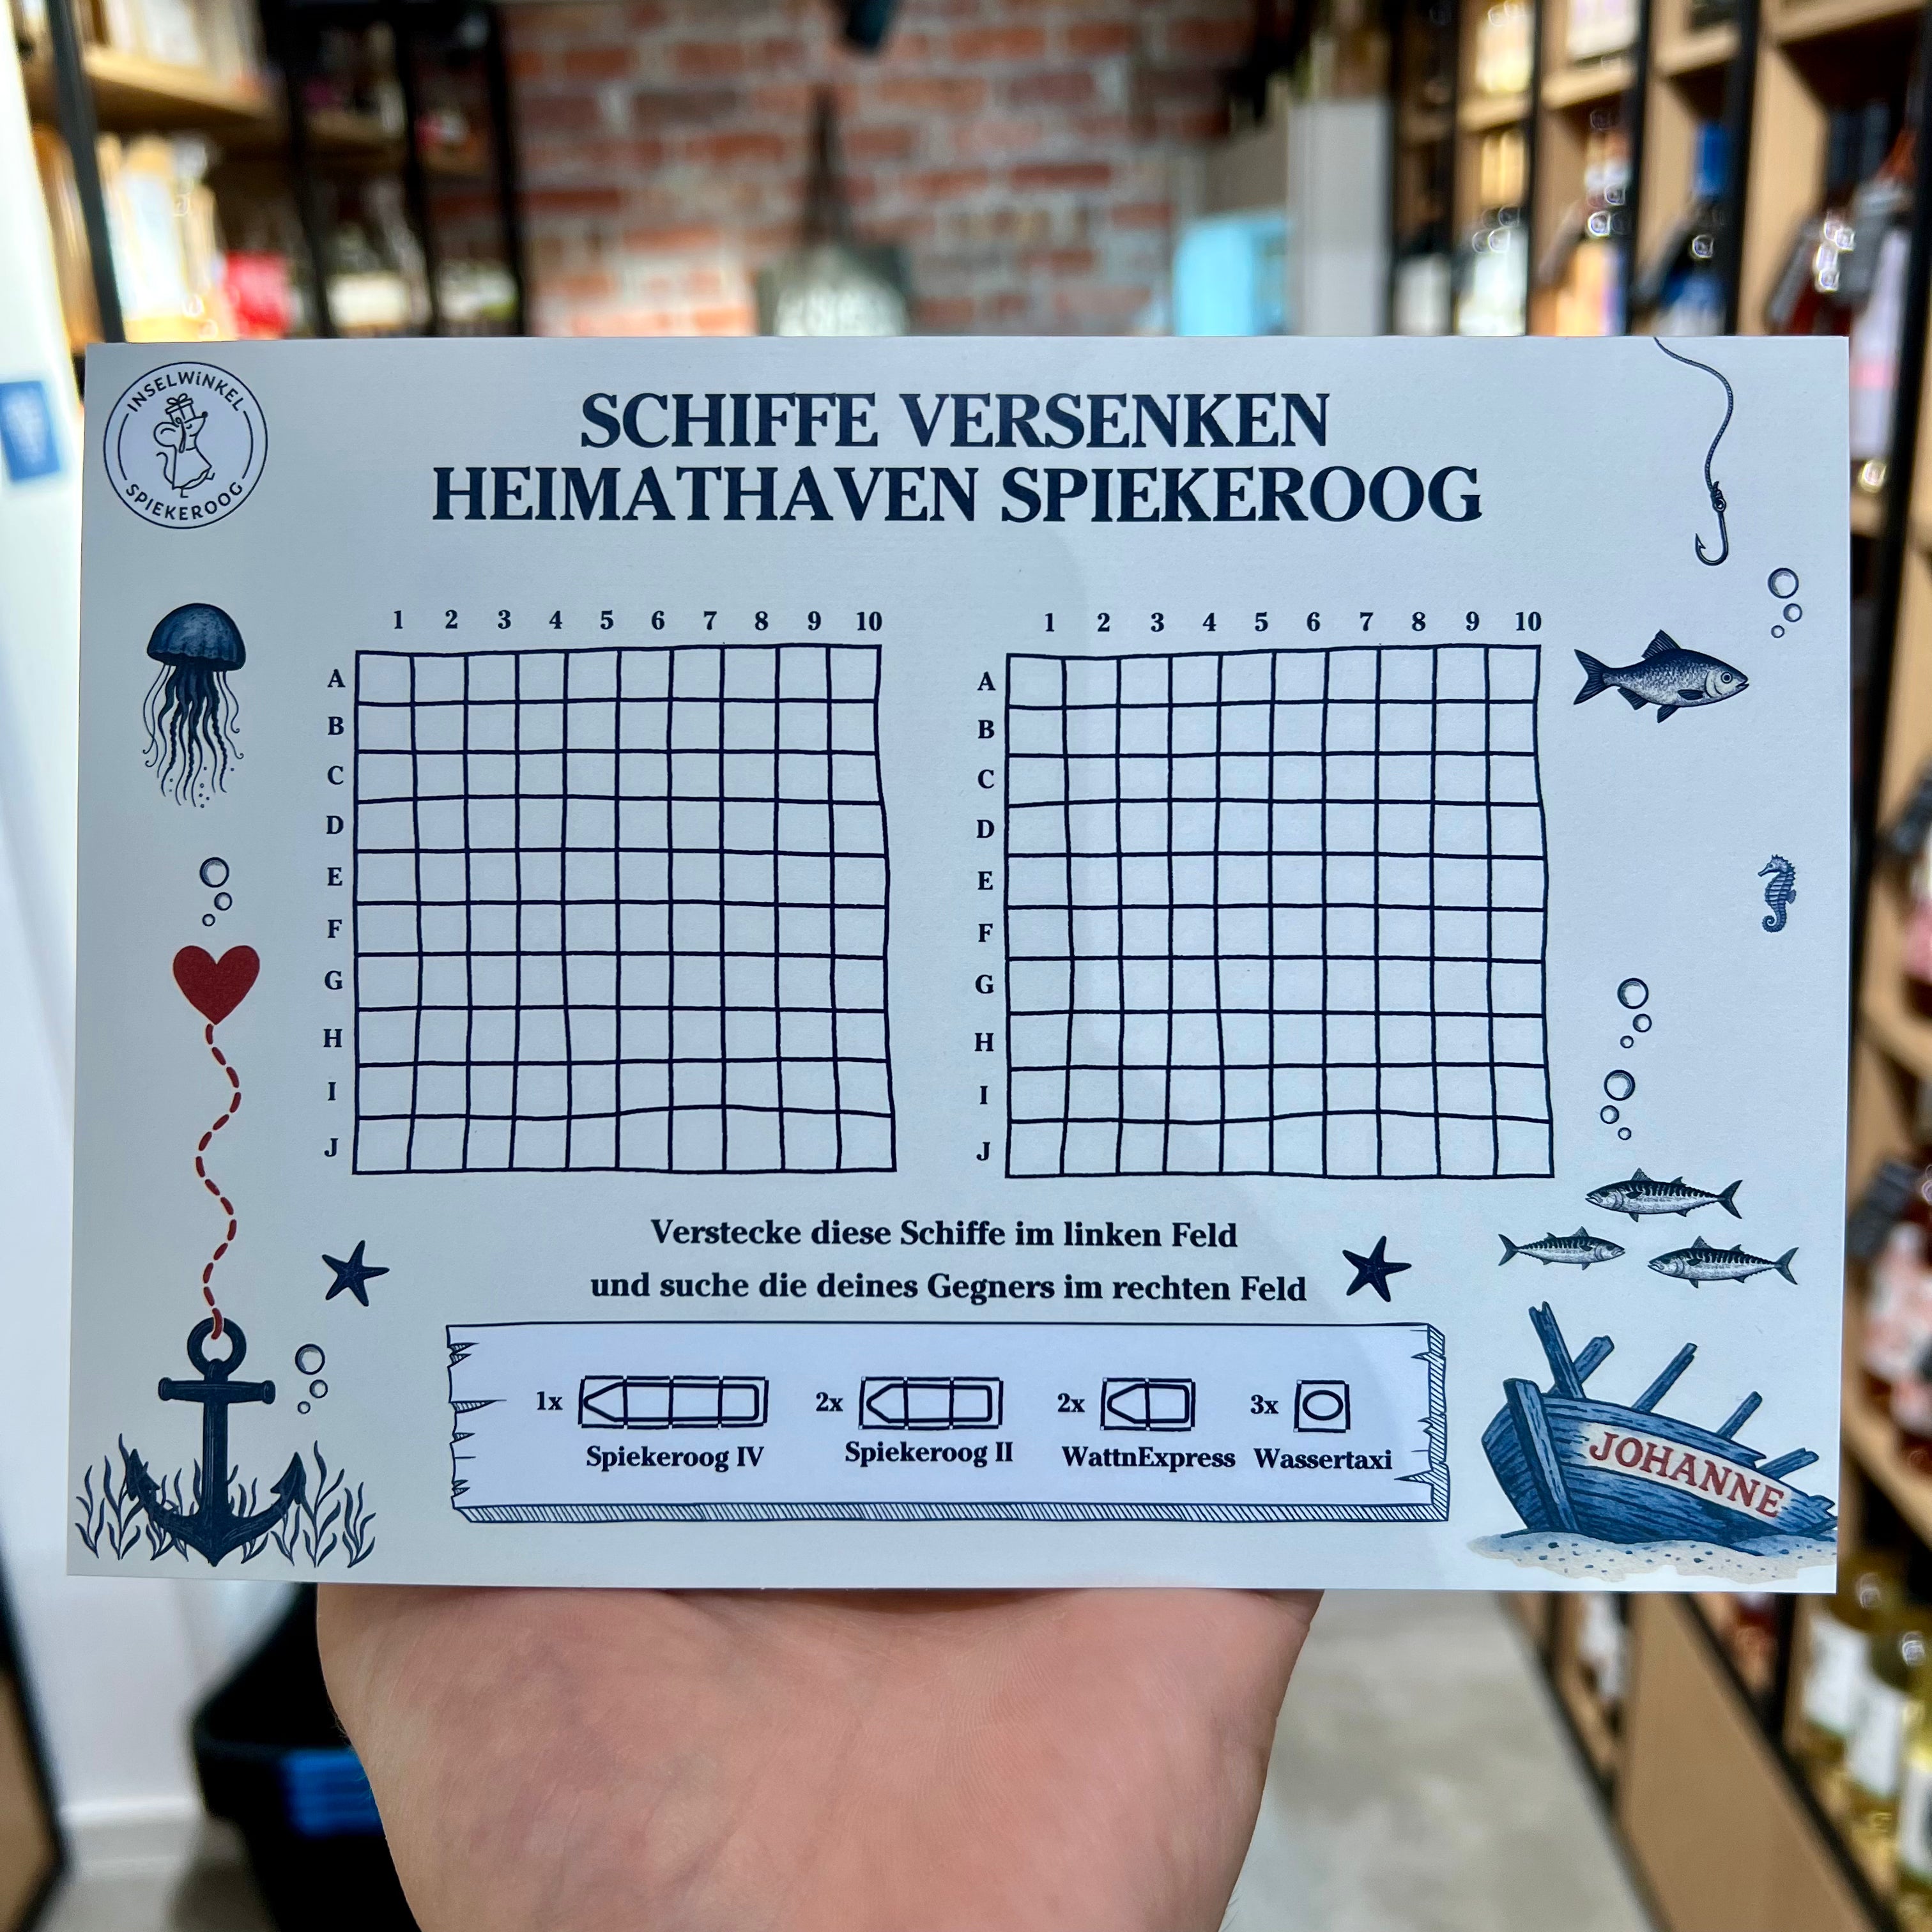 INSELWiNKEL
SPIEKEROOG
SCHIFFE VERSENKEN
HEIMATHAVEN SPIEKEROOG
1 2 3 4 5 6 7 8 9 10
A
B
C
D
E
F
G
H
I
J
1 2 3 4 5 6 7 8 9 10
A
B
C
D
E
F
G
H
I
J
Verstecke diese Schiffe im linken Feld
und suche die deines Gegners im rechten Feld
1x 2x 2x 3x
Spiekeroog IV Spiekeroog II WattnExpress Wassertaxi
JOHANNE